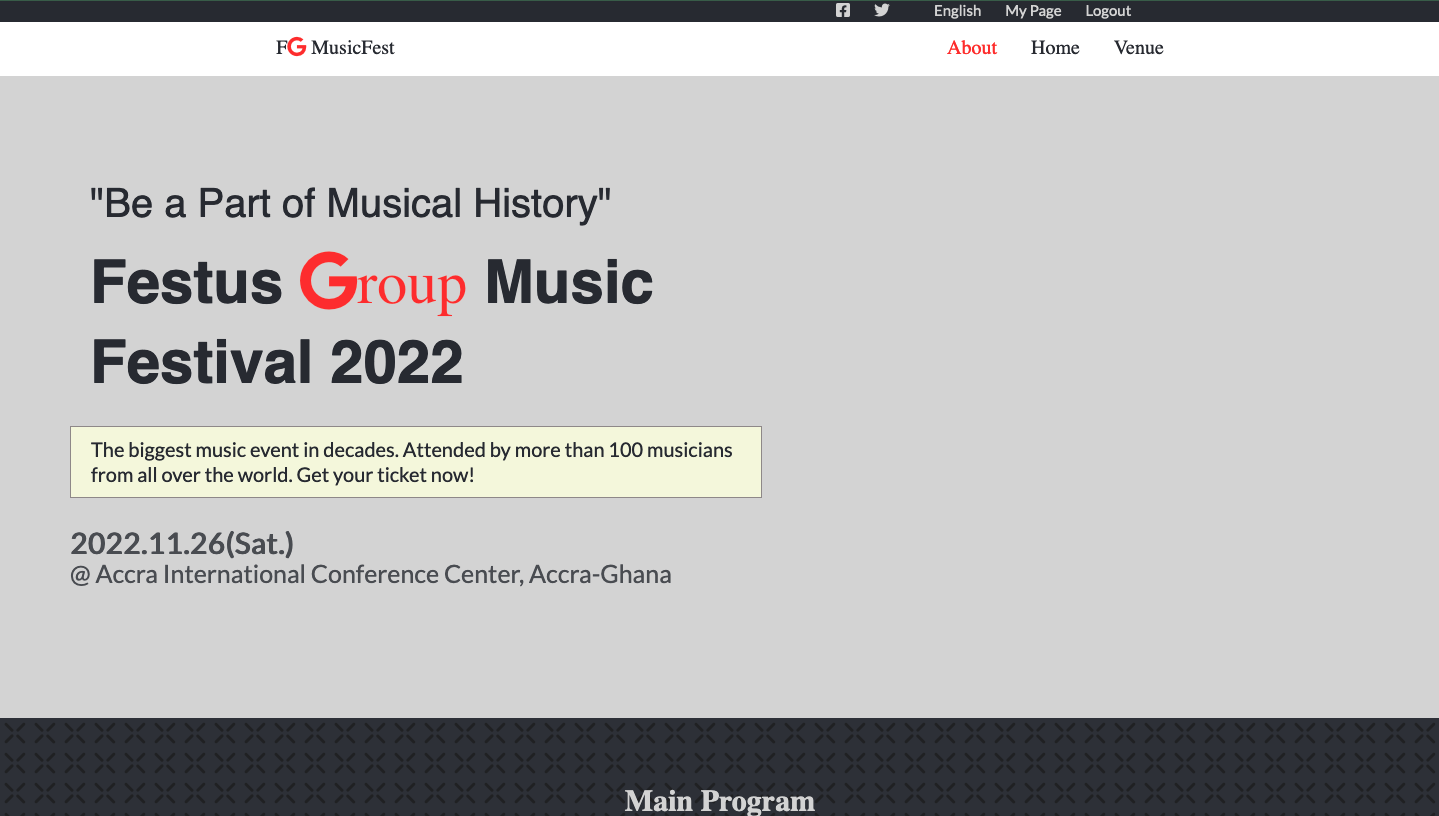 English My Page Logout
FG MusicFest About Home Venue
"Be a Part of Musical History"
Festus Group Music
Festival 2022
The biggest music event in decades. Attended by more than 100 musicians
from all over the world. Get your ticket now!
2022.11.26(Sat.)
@ Accra International Conference Center, Accra-Ghana
Main Program